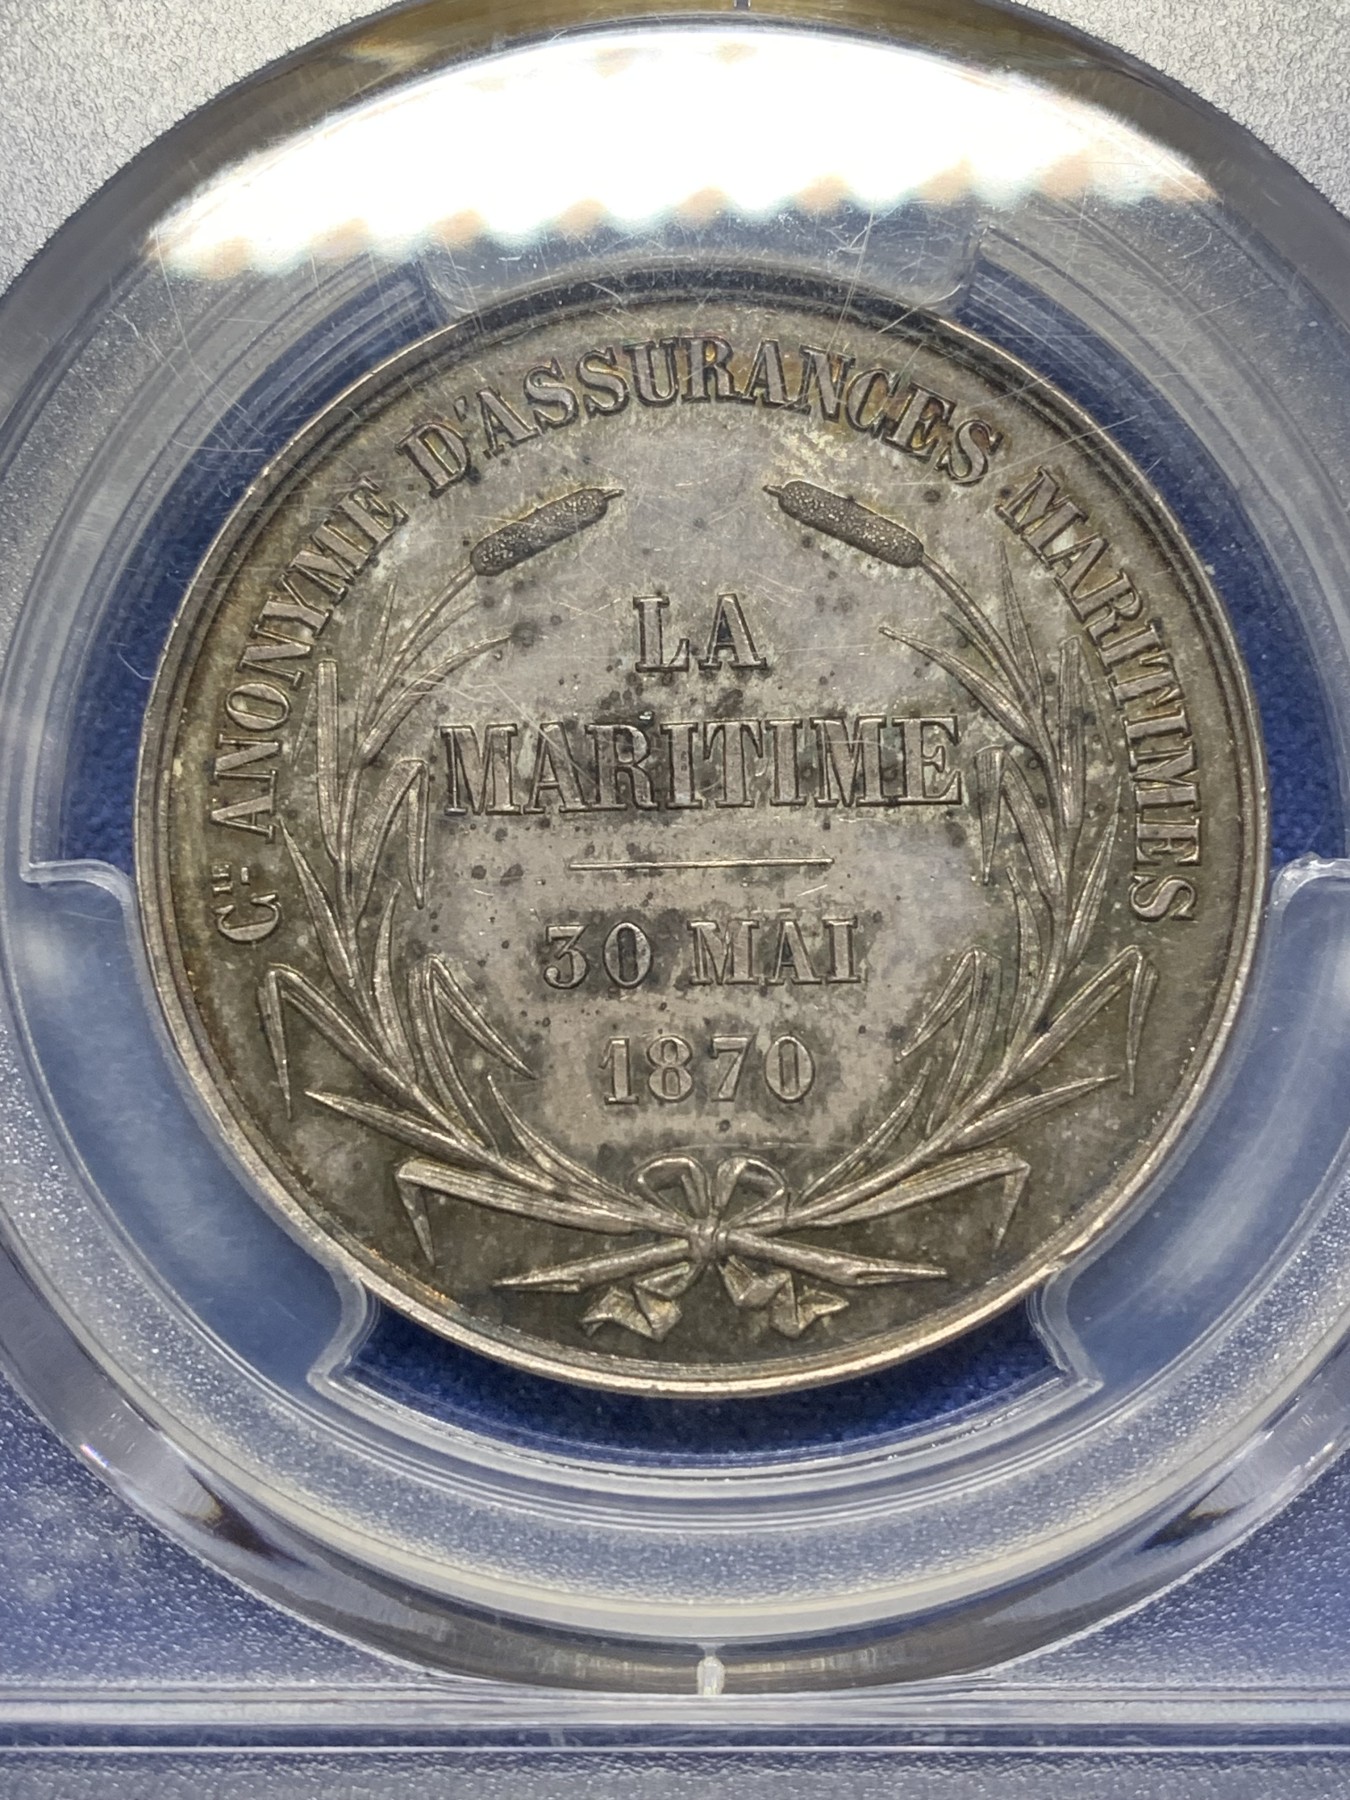 CIE ANONYME D'ASSURANCES MARITIMES
LA
MARITIME
30 MAI
1870